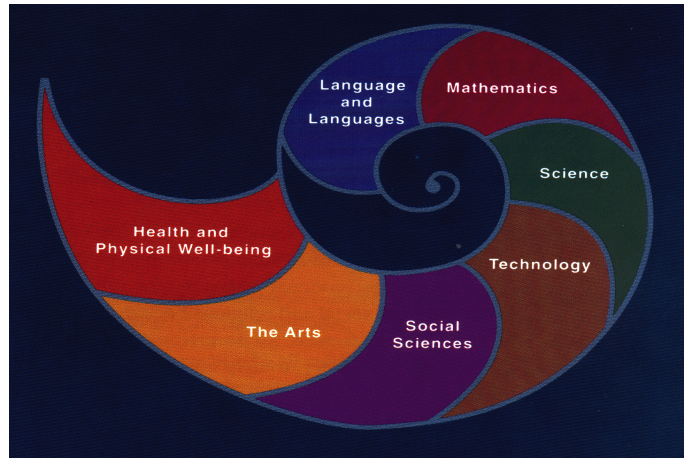 Language
and
Languages
Mathematics
Science
Technology
Social
Sciences
The Arts
Health and
Physical Well-being